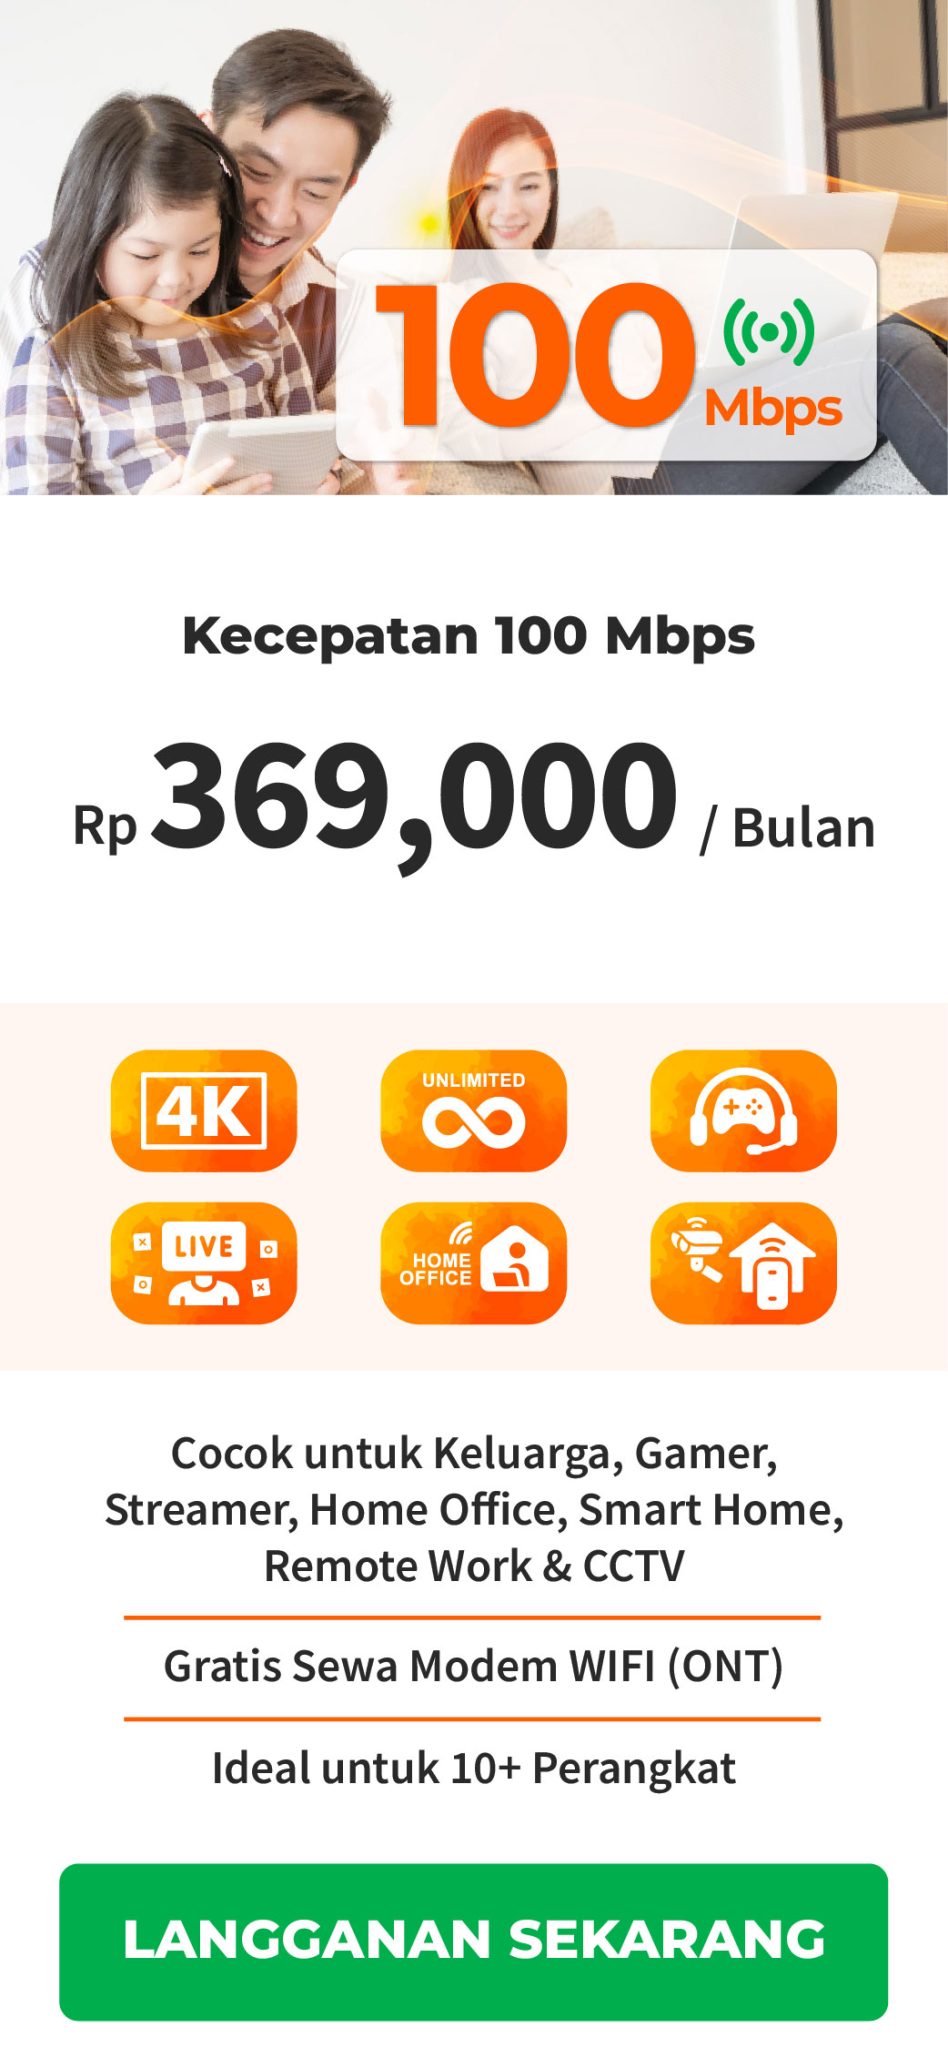 100
Mbps
Kecepatan 100 Mbps
Rp 369,000 / Bulan
4K
UNLIMITED
LIVE
HOME
OFFICE
Cocok untuk Keluarga, Gamer,
Streamer, Home Office, Smart Home,
Remote Work & CCTV
Gratis Sewa Modem WIFI (ONT)
Ideal untuk 10+ Perangkat
LANGGANAN SEKARANG